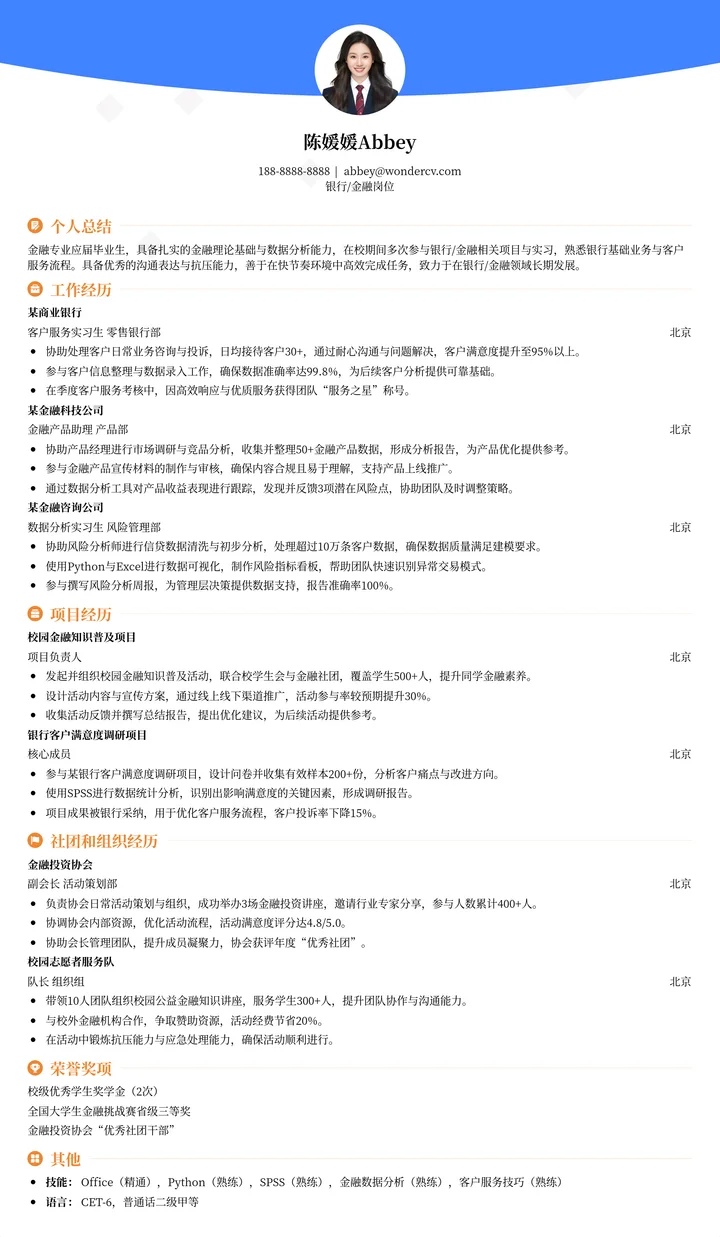 陈媛媛Abbey
188-8888-8888 | abbey@wondercv.com
银行/金融岗位
个人总结
金融专业应届毕业生，具备扎实的金融理论基础与数据分析能力，在校期间多次参与银行/金融相关项目与实习，熟悉银行基础业务与客户
服务流程。具备优秀的沟通表达与抗压能力，善于在快节奏环境中高效完成任务，致力于在银行/金融领域长期发展。
工作经历
某商业银行
客户服务实习生 零售银行部 北京
• 协助处理客户日常业务咨询与投诉，日均接待客户30+，通过耐心沟通与问题解决，客户满意度提升至95%以上。
• 参与客户信息整理与数据录入工作，确保数据准确率达99.8%，为后续客户分析提供可靠基础。
• 在季度客户服务考核中，因高效响应与优质服务获得团队“服务之星”称号。
某金融科技公司
金融产品助理 产品部 北京
• 协助产品经理进行市场调研与竞品分析，收集并整理50+金融产品数据，形成分析报告，为产品优化提供参考。
• 参与金融产品宣传材料的制作与审核，确保内容合规且易于理解，支持产品上线推广。
• 通过数据分析工具对产品收益表现进行跟踪，发现并反馈3项潜在风险点，协助团队及时调整策略。
某金融咨询公司
数据分析实习生 风险管理部 北京
• 协助风险分析师进行信贷数据清洗与初步分析，处理超过10万条客户数据，确保数据质量满足建模要求。
• 使用Python与Excel进行数据可视化，制作风险指标看板，帮助团队快速识别异常交易模式。
• 参与撰写风险分析周报，为管理层决策提供数据支持，报告准确率100%。
项目经历
校园金融知识普及项目
项目负责人 北京
• 发起并组织校园金融知识普及活动，联合校学生会与金融社团，覆盖学生500+人，提升同学金融素养。
• 设计活动内容与宣传方案，通过线上线下渠道推广，活动参与率较预期提升30%。
• 收集活动反馈并撰写总结报告，提出优化建议，为后续活动提供参考。
银行客户满意度调研项目
核心成员 北京
• 参与某银行客户满意度调研项目，设计问卷并收集有效样本200+份，分析客户痛点与改进方向。
• 使用SPSS进行数据统计分析，识别出影响满意度的关键因素，形成调研报告。
• 项目成果被银行采纳，用于优化客户服务流程，客户投诉率下降15%。
社团和组织经历
金融投资协会
副会长 活动策划部 北京
• 负责协会日常活动策划与组织，成功举办3场金融投资讲座，邀请行业专家分享，参与人数累计400+人。
• 协调协会内部资源，优化活动流程，活动满意度评分达4.8/5.0。
• 协助会长管理团队，提升成员凝聚力，协会获评年度“优秀社团”。
校园志愿者服务队
队长 组织组 北京
• 带领10人团队组织校园公益金融知识讲座，服务学生300+人，提升团队协作与沟通能力。
• 与校外金融机构合作，争取赞助资源，活动经费节省20%。
• 在活动中锻炼抗压能力与应急处理能力，确保活动顺利进行。
荣誉奖项
校级优秀学生奖学金（2次）
全国大学生金融挑战赛省级三等奖
金融投资协会“优秀社团干部”
其他
• 技能： Office（精通）, Python（熟练）, SPSS（熟练）, 金融数据分析（熟练）, 客户服务技巧（熟练）
• 语言： CET-6，普通话二级甲等